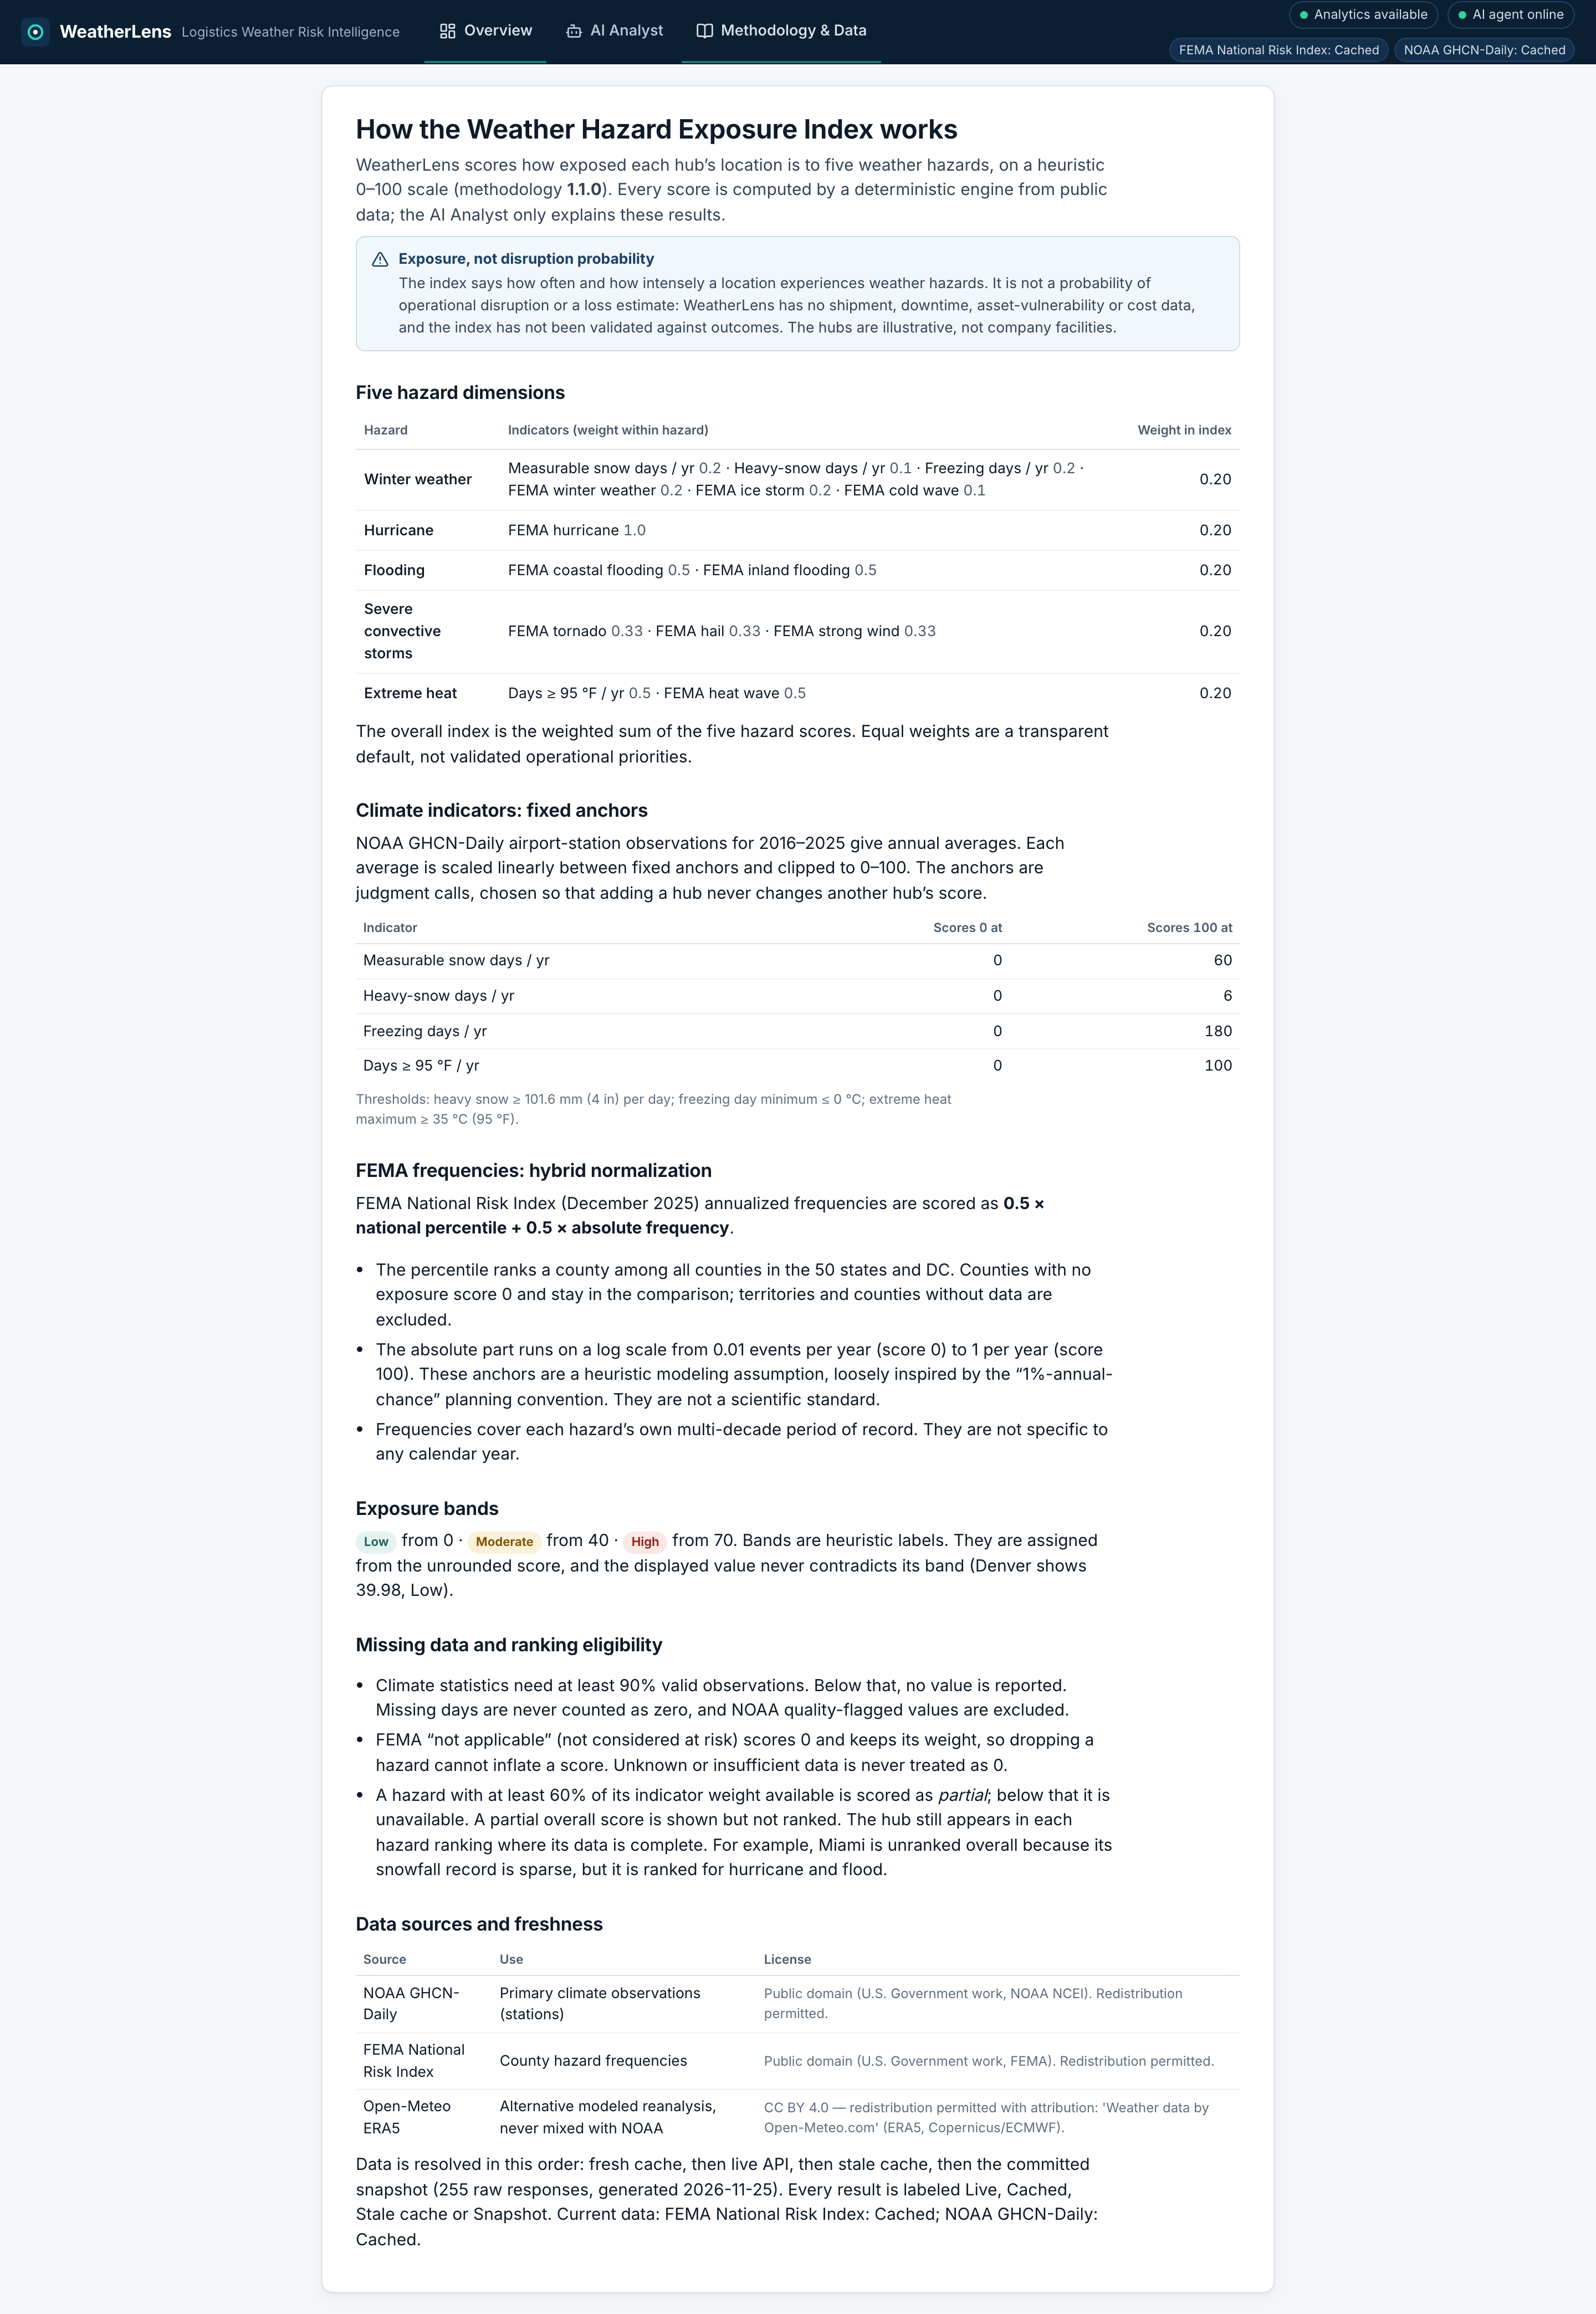 WeatherLens Logistics Weather Risk Intelligence
Overview
AI Analyst
Methodology & Data
Analytics available
AI agent online
FEMA National Risk Index: Cached
NOAA GHCN-Daily: Cached
How the Weather Hazard Exposure Index works
WeatherLens scores how exposed each hub’s location is to five weather hazards, on a heuristic
0–100 scale (methodology 1.1.0). Every score is computed by a deterministic engine from public
data; the AI Analyst only explains these results.
Exposure, not disruption probability
The index says how often and how intensely a location experiences weather hazards. It is not a probability of
operational disruption or a loss estimate: WeatherLens has no shipment, downtime, asset-vulnerability or cost data,
and the index has not been validated against outcomes. The hubs are illustrative, not company facilities.
Five hazard dimensions
Hazard Indicators (weight within hazard) Weight in index
Winter weather Measurable snow days / yr 0.2 · Heavy-snow days / yr 0.1 · Freezing days / yr 0.2 ·
FEMA winter weather 0.2 · FEMA ice storm 0.2 · FEMA cold wave 0.1 0.20
Hurricane FEMA hurricane 1.0 0.20
Flooding FEMA coastal flooding 0.5 · FEMA inland flooding 0.5 0.20
Severe
convective FEMA tornado 0.33 · FEMA hail 0.33 · FEMA strong wind 0.33 0.20
storms
Extreme heat Days ≥ 95 °F / yr 0.5 · FEMA heat wave 0.5 0.20
The overall index is the weighted sum of the five hazard scores. Equal weights are a transparent
default, not validated operational priorities.
Climate indicators: fixed anchors
NOAA GHCN-Daily airport-station observations for 2016–2025 give annual averages. Each
average is scaled linearly between fixed anchors and clipped to 0–100. The anchors are
judgment calls, chosen so that adding a hub never changes another hub’s score.
Indicator Scores 0 at Scores 100 at
Measurable snow days / yr 0 60
Heavy-snow days / yr 0 6
Freezing days / yr 0 180
Days ≥ 95 °F / yr 0 100
Thresholds: heavy snow ≥ 101.6 mm (4 in) per day; freezing day minimum ≤ 0 °C; extreme heat
maximum ≥ 35 °C (95 °F).
FEMA frequencies: hybrid normalization
FEMA National Risk Index (December 2025) annualized frequencies are scored as 0.5 ×
national percentile + 0.5 × absolute frequency.
• The percentile ranks a county among all counties in the 50 states and DC. Counties with no
exposure score 0 and stay in the comparison; territories and counties without data are
excluded.
• The absolute part runs on a log scale from 0.01 events per year (score 0) to 1 per year (score
100). These anchors are a heuristic modeling assumption, loosely inspired by the “1%-annual-
chance” planning convention. They are not a scientific standard.
• Frequencies cover each hazard’s own multi-decade period of record. They are not specific to
any calendar year.
Exposure bands
Low from 0 · Moderate from 40 · High from 70. Bands are heuristic labels. They are assigned
from the unrounded score, and the displayed value never contradicts its band (Denver shows
39.98, Low).
Missing data and ranking eligibility
• Climate statistics need at least 90% valid observations. Below that, no value is reported.
Missing days are never counted as zero, and NOAA quality-flagged values are excluded.
• FEMA “not applicable” (not considered at risk) scores 0 and keeps its weight, so dropping a
hazard cannot inflate a score. Unknown or insufficient data is never treated as 0.
• A hazard with at least 60% of its indicator weight available is scored as partial; below that it is
unavailable. A partial overall score is shown but not ranked. The hub still appears in each
hazard ranking where its data is complete. For example, Miami is unranked overall because its
snowfall record is sparse, but it is ranked for hurricane and flood.
Data sources and freshness
Source Use License
NOAA GHCN- Primary climate observations Public domain (U.S. Government work, NOAA NCEI). Redistribution
Daily (stations) permitted.
FEMA National
Risk Index County hazard frequencies Public domain (U.S. Government work, FEMA). Redistribution permitted.
Open-Meteo Alternative modeled reanalysis, CC BY 4.0 — redistribution permitted with attribution: 'Weather data by
ERA5 never mixed with NOAA Open-Meteo.com' (ERA5, Copernicus/ECMWF).
Data is resolved in this order: fresh cache, then live API, then stale cache, then the committed
snapshot (255 raw responses, generated 2026-11-25). Every result is labeled Live, Cached,
Stale cache or Snapshot. Current data: FEMA National Risk Index: Cached; NOAA GHCN-Daily:
Cached.